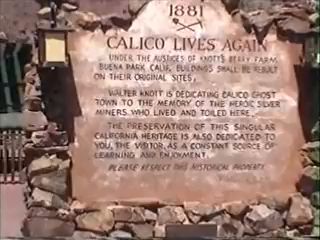 1881
CALICO LIVES AGAIN
UNDER THE AUSPICES OF KNOTT'S BERRY FARM,
BUENA PARK CALIF., BUILDINGS SHALL BE REBUILT
ON THEIR ORIGINAL SITES.
WALTER KNOTT IS DEDICATING CALICO GHOST
TOWN TO THE MEMORY OF THE HEROIC SILVER
MINERS WHO LIVED AND TOILED HERE.
THE PRESERVATION OF THIS SINGULAR
CALIFORNIA HERITAGE IS ALSO DEDICATED TO
YOU, THE VISITOR, AS A CONSTANT SOURCE OF
LEARNING AND ENJOYMENT.
PLEASE RESPECT THIS HISTORICAL PROPERTY